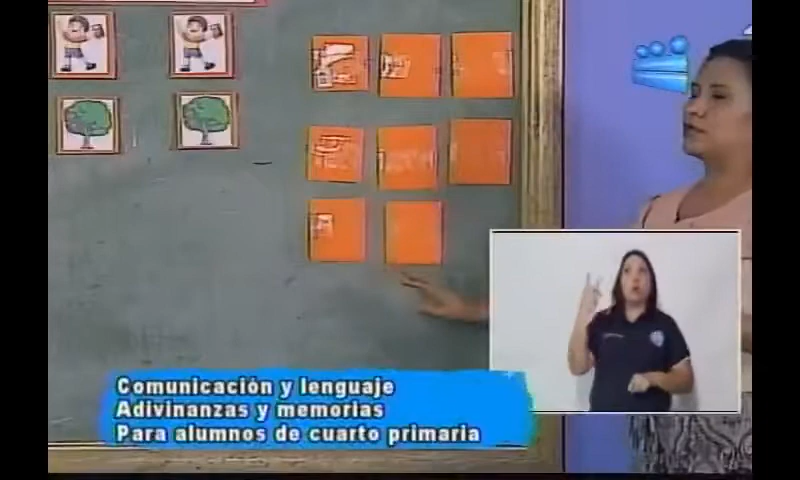 Comunicación y lenguaje
Adivinanzas y memorias
Para alumnos de cuarto primaria